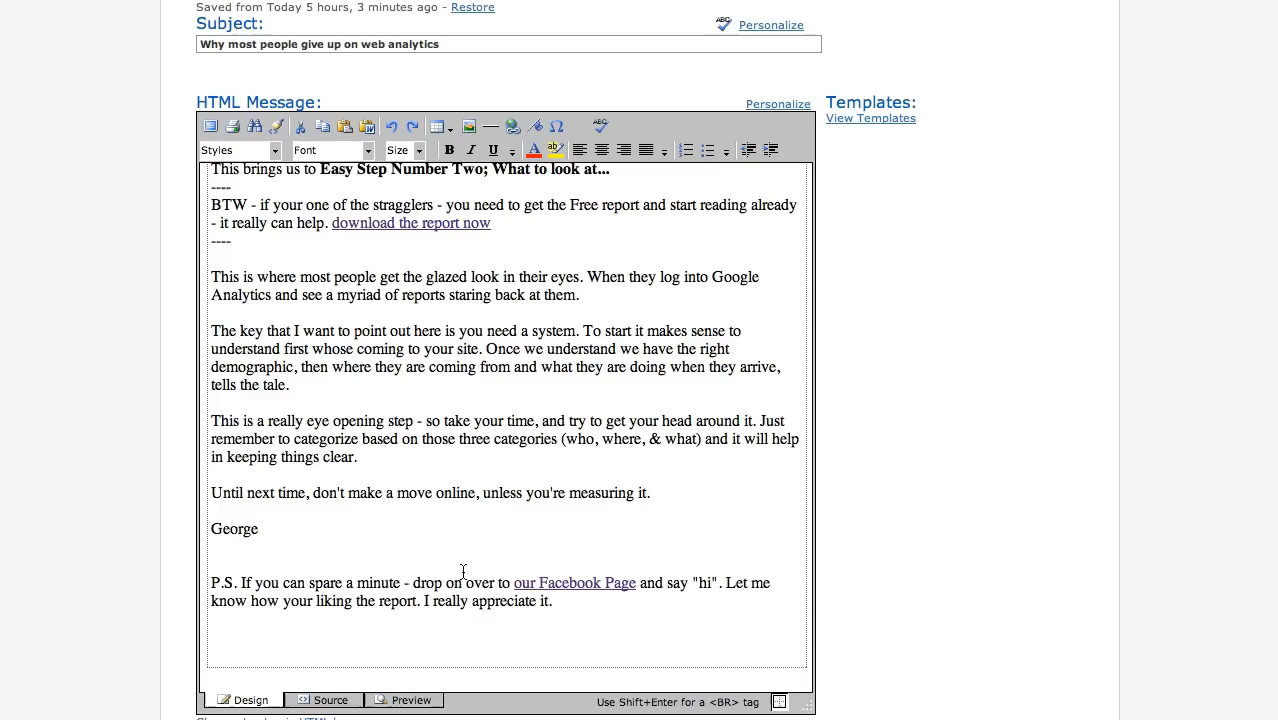 Saved from Today 5 hours, 3 minutes ago - Restore
Subject:
Personalize
Why most people give up on web analytics
HTML Message:
Personalize
Templates:
View Templates
Styles
Font
Size
B I U
This brings us to Easy Step Number Two; What to look at...
----
BTW - if your one of the stragglers - you need to get the Free report and start reading already
- it really can help. download the report now
----
This is where most people get the glazed look in their eyes. When they log into Google
Analytics and see a myriad of reports staring back at them.
The key that I want to point out here is you need a system. To start it makes sense to
understand first whose coming to your site. Once we understand we have the right
demographic, then where they are coming from and what they are doing when they arrive,
tells the tale.
This is a really eye opening step - so take your time, and try to get your head around it. Just
remember to categorize based on those three categories (who, where, & what) and it will help
in keeping things clear.
Until next time, don't make a move online, unless you're measuring it.
George
P.S. If you can spare a minute - drop on over to our Facebook Page and say "hi". Let me
know how your liking the report. I really appreciate it.
Design
Source
Preview
Use Shift+Enter for a <BR> tag